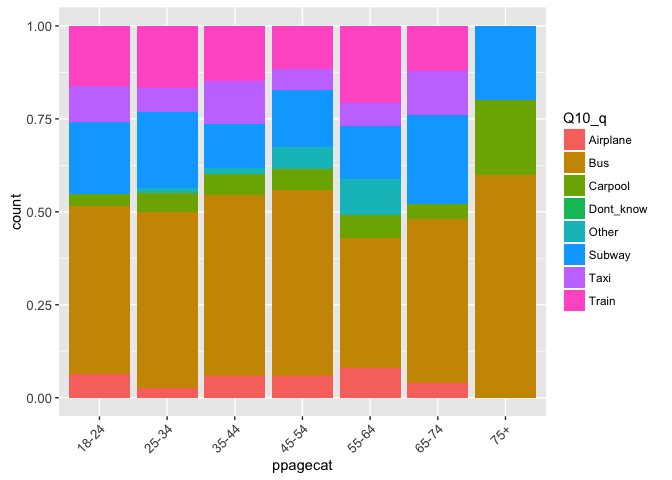 1.00
0.75
0.50
0.25
0.00
count
18-24
25-34
35-44
45-54
55-64
65-74
75+
ppagecat
Q10_q
Airplane
Bus
Carpool
Dont_know
Other
Subway
Taxi
Train